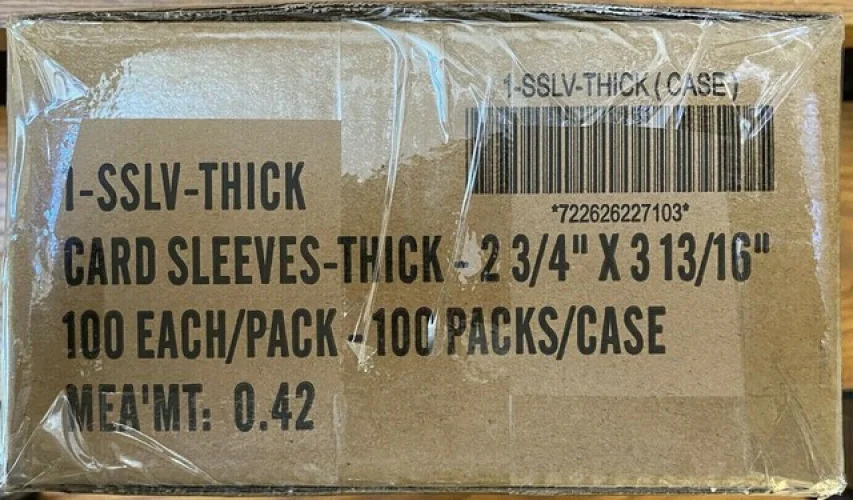 1-SSLV-THICK ( CASE )
*722626227103*
1-SSLV-THICK
CARD SLEEVES-THICK - 2 3/4" X 3 13/16"
100 EACH/PACK - 100 PACKS/CASE
MEA'MT: 0.42